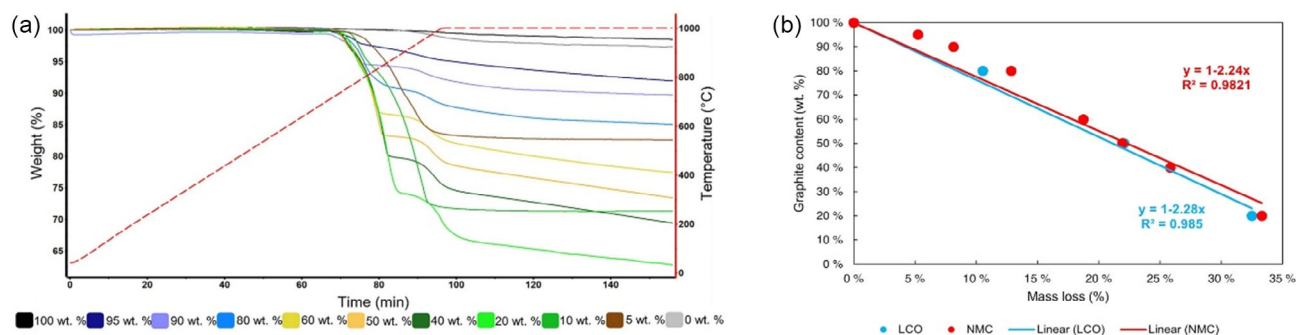 (a)
100
95
90
85
80
75
70
65
Weight (%)
0
20
40
60
80
100
120
140
Time (min)
1000
800
600
400
200
0
Temperature (°C)
100 wt. %
95 wt. %
90 wt. %
80 wt. %
60 wt. %
50 wt. %
40 wt. %
20 wt. %
10 wt. %
5 wt. %
0 wt. %
(b)
100 %
90 %
80 %
70 %
60 %
50 %
40 %
30 %
20 %
10 %
0 %
Graphite content (wt. %)
y = 1-2.24x
R² = 0.9821
y = 1-2.28x
R² = 0.985
0 %
5 %
10 %
15 %
20 %
25 %
30 %
35 %
Mass loss (%)
LCO
NMC
Linear (LCO)
Linear (NMC)